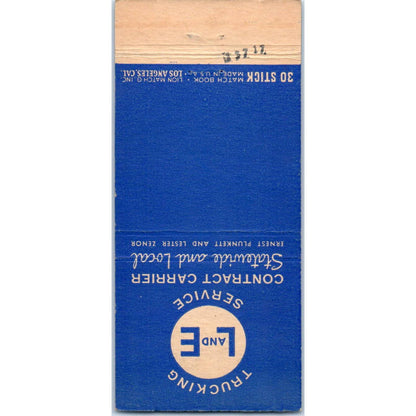 TRUCKING
L AND E
SERVICE
CONTRACT CARRIER
Statewide and Local
ERNEST PLUNKETT AND LESTER ZENOR
30 STICK
MATCH BOOK • LION MATCH CO. INC.
MADE IN U.S.A. • LOS ANGELES, CAL.